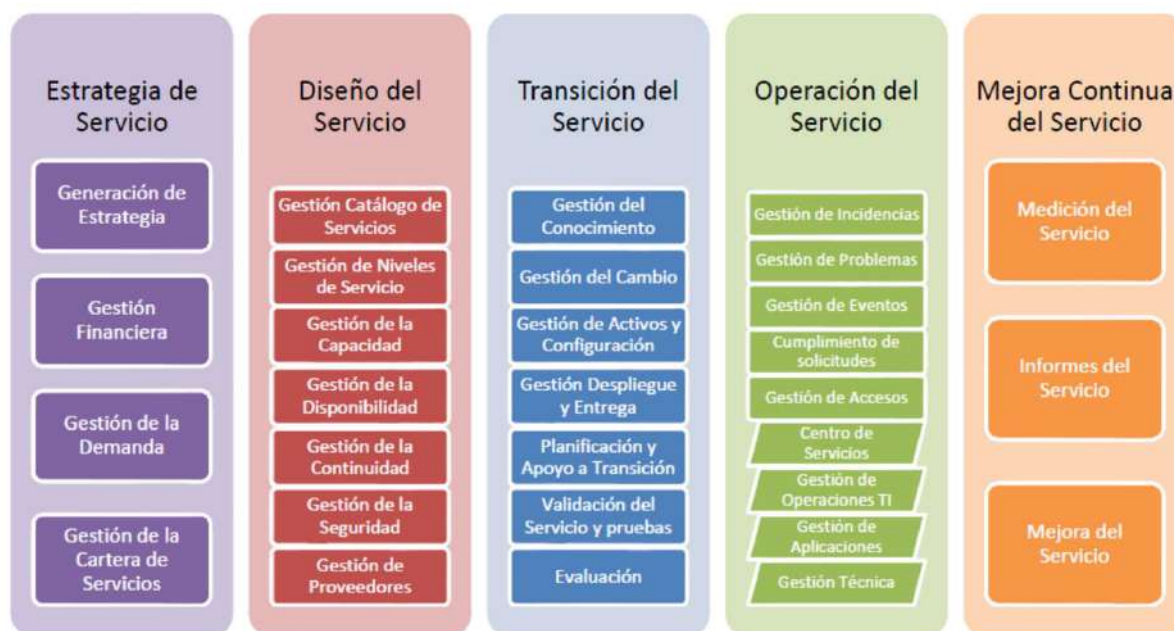 Estrategia de
Servicio
Generación de
Estrategia
Gestión
Financiera
Gestión de la
Demanda
Gestión de la
Cartera de
Servicios
Diseño del
Servicio
Gestión Catálogo de
Servicios
Gestión de Niveles
de Servicio
Gestión de la
Capacidad
Gestión de la
Disponibilidad
Gestión de la
Continuidad
Gestión de la
Seguridad
Gestión de
Proveedores
Transición del
Servicio
Gestión del
Conocimiento
Gestión del Cambio
Gestión de Activos y
Configuración
Gestión Despliegue
y Entrega
Planificación y
Apoyo a Transición
Validación del
Servicio y pruebas
Evaluación
Operación del
Servicio
Gestión de Incidencias
Gestión de Problemas
Gestión de Eventos
Cumplimiento de
solicitudes
Gestión de Accesos
Centro de
Servicios
Gestión de
Operaciones TI
Gestión de
Aplicaciones
Gestión Técnica
Mejora Continua
del Servicio
Medición del
Servicio
Informes del
Servicio
Mejora del
Servicio